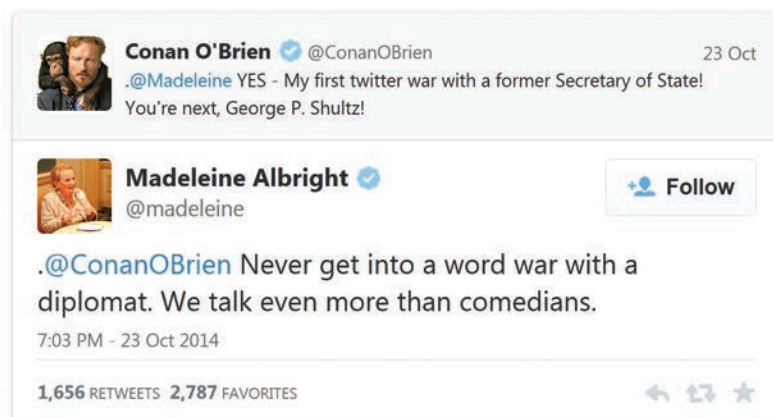 Conan O'Brien @ConanOBrien 23 Oct
.@Madeleine YES - My first twitter war with a former Secretary of State!
You're next, George P. Shultz!
Madeleine Albright
@madeleine
Follow
.@ConanOBrien Never get into a word war with a
diplomat. We talk even more than comedians.
7:03 PM - 23 Oct 2014
1,656 RETWEETS 2,787 FAVORITES